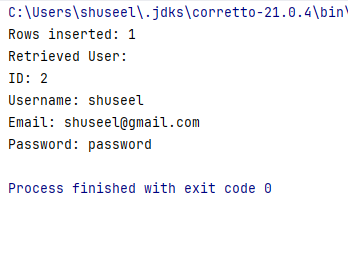 C:\Users\shuseel\.jdks\corretto-21.0.4\bin\
Rows inserted: 1
Retrieved User:
ID: 2
Username: shuseel
Email: shuseel@gmail.com
Password: password
Process finished with exit code 0